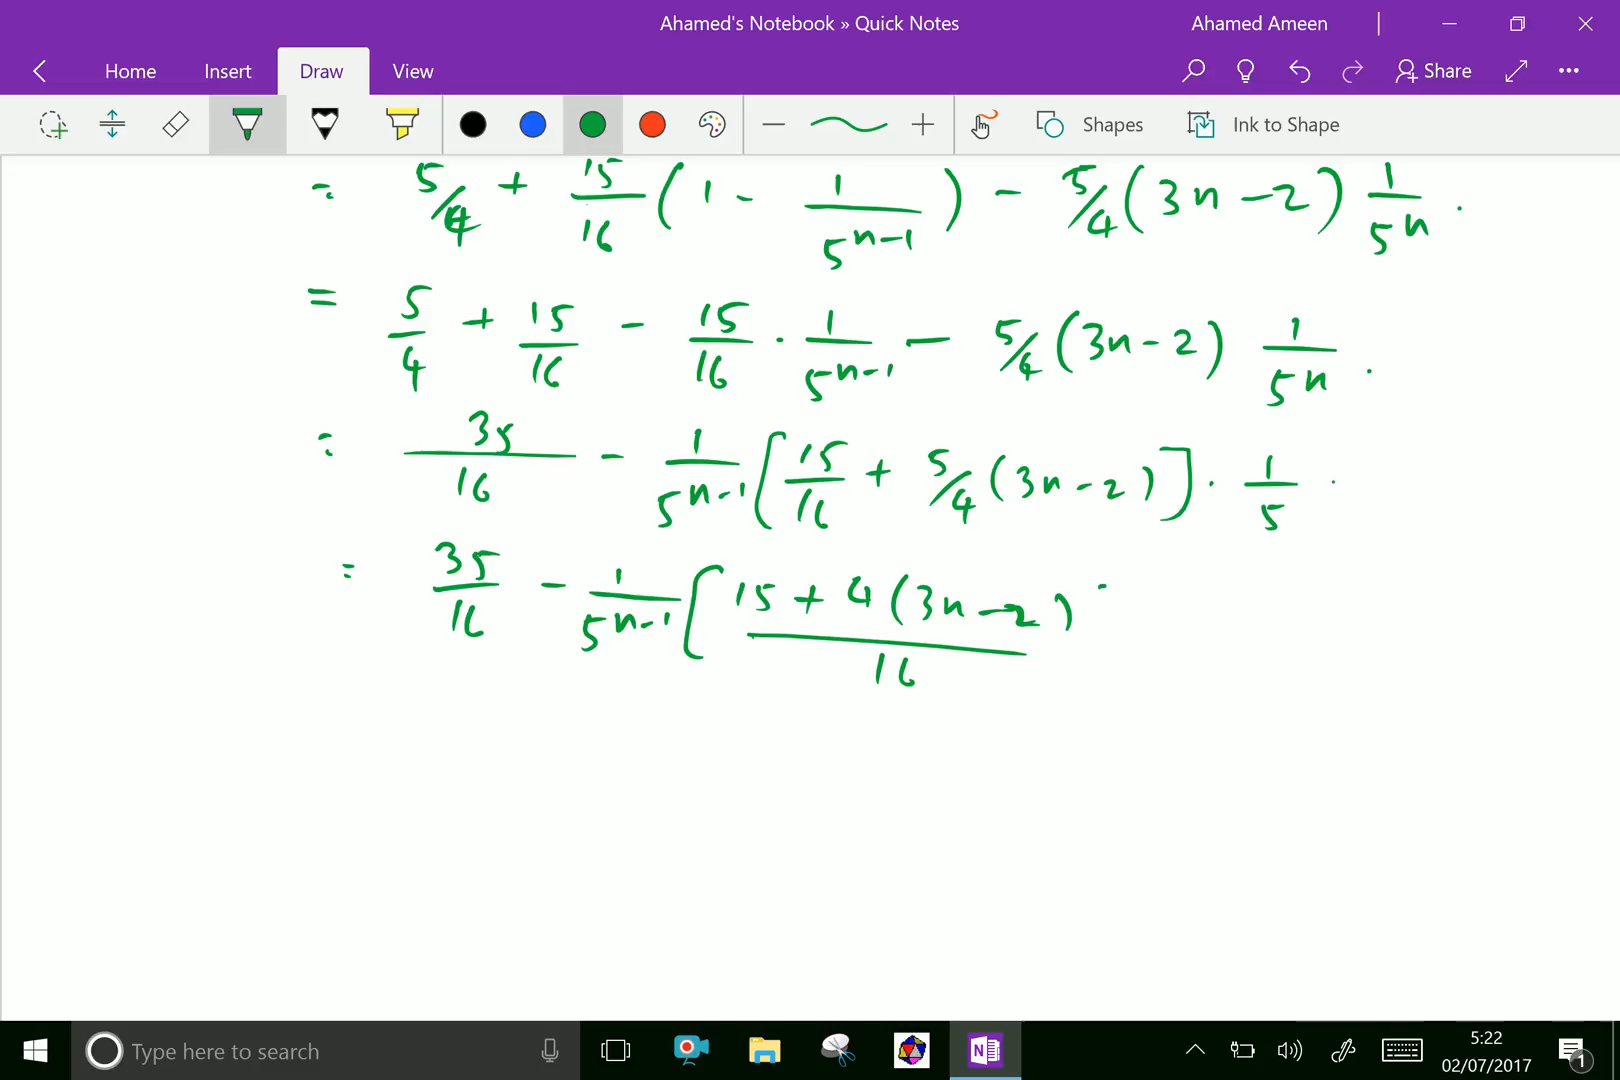 Ahamed's Notebook » Quick Notes
Ahamed Ameen
Home Insert Draw View
Share
Shapes
Ink to Shape
= 5/4 + 15/16 (1 - 1/5^(n-1)) - 5/4 (3n - 2) 1/5^n .
= 5/4 + 15/16 - 15/16 · 1/5^(n-1) - 5/4 (3n - 2) 1/5^n .
= 35/16 - 1/5^(n-1) [15/16 + 5/4 (3n - 2)] · 1/5 .
= 35/16 - 1/5^(n-1) [ (15 + 4(3n - 2))/16
Type here to search
N
5:22
02/07/2017
1